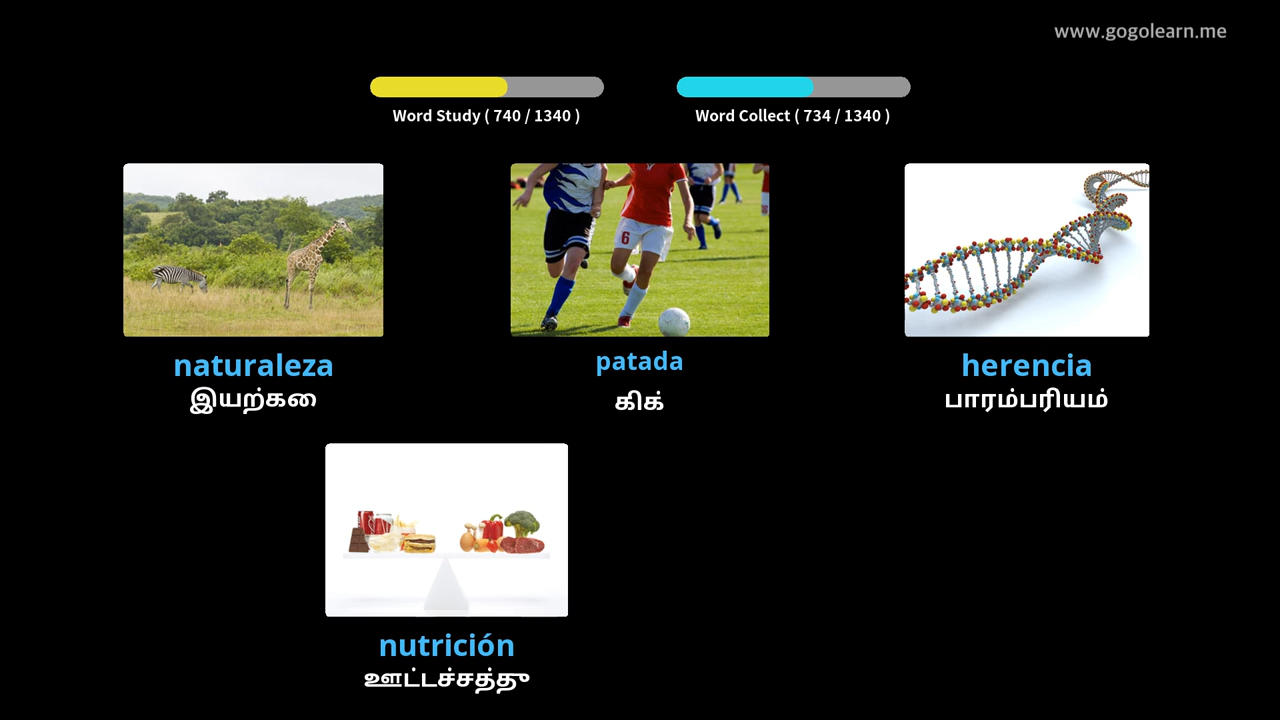 www.gogolearn.me
Word Study ( 740 / 1340 )
Word Collect ( 734 / 1340 )
6
naturaleza
இயற்கை
patada
கிக்
herencia
பாரம்பரியம்
nutrición
ஊட்டச்சத்து